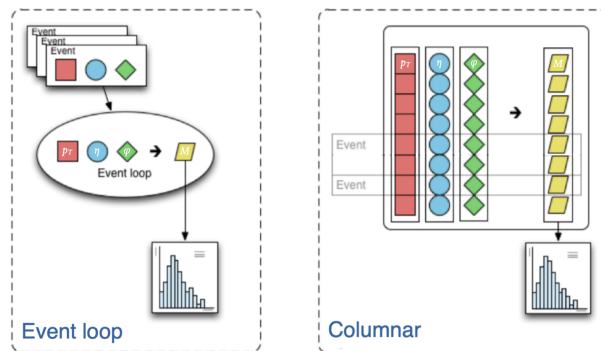 Event
Event
Event
pT η φ M
Event loop
Event loop
pT η φ M
Event
Event
Columnar